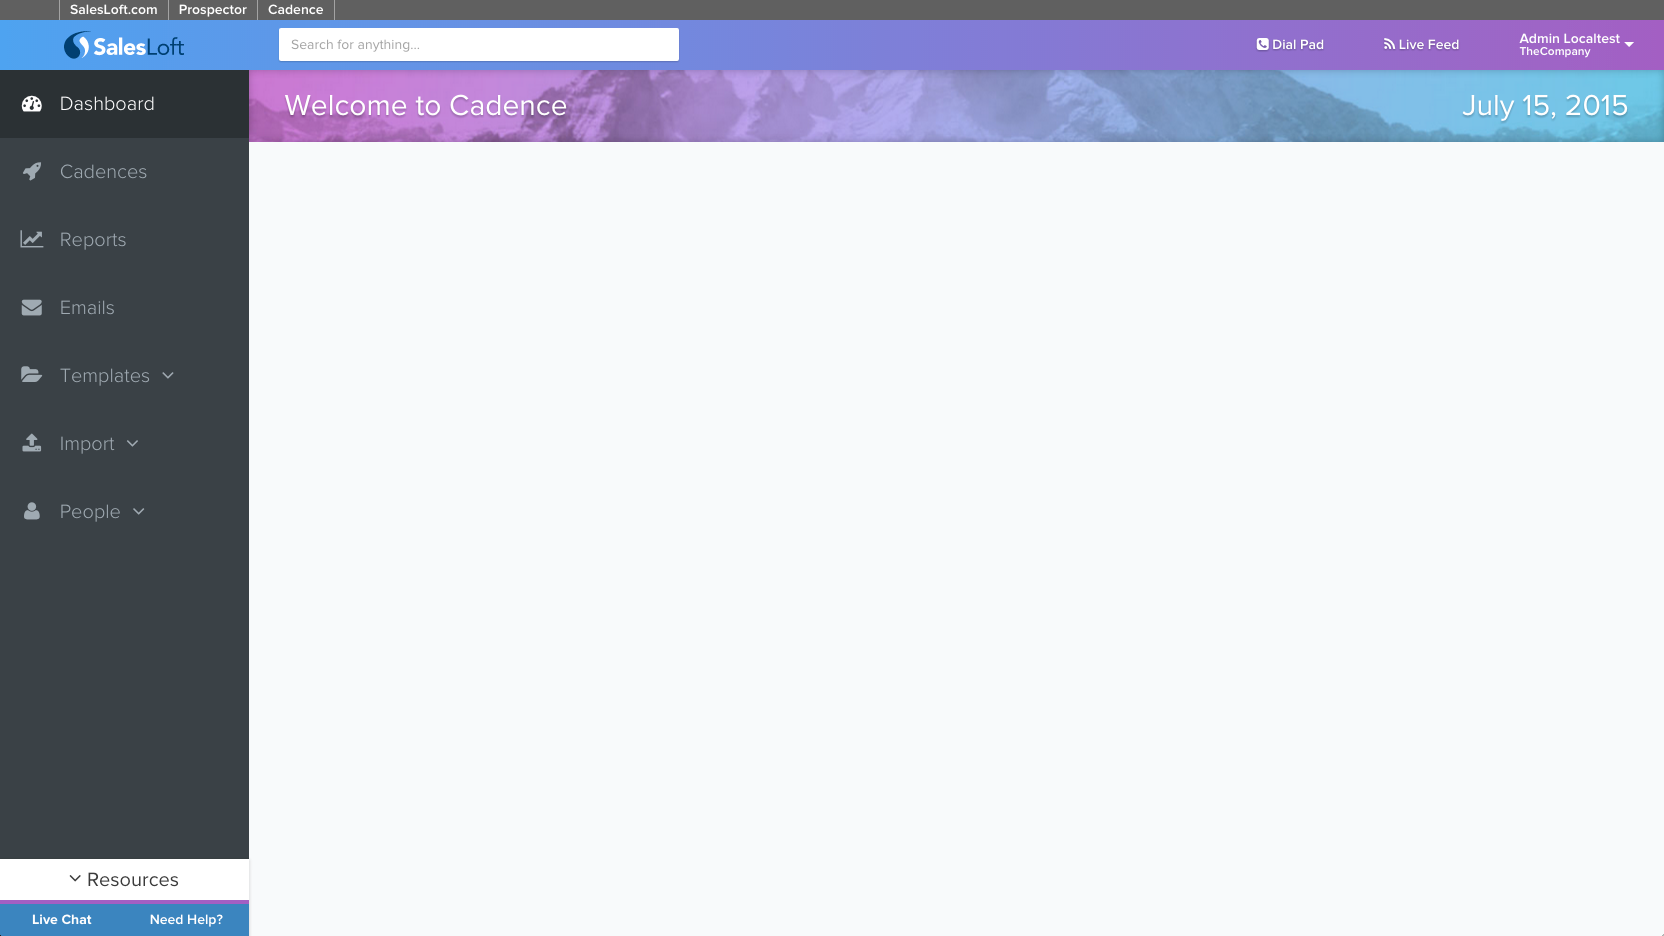 SalesLoft.com Prospector Cadence
SalesLoft
Search for anything...
Dial Pad
Live Feed
Admin Localtest
TheCompany
Dashboard
Welcome to Cadence
July 15, 2015
Cadences
Reports
Emails
Templates
Import
People
Resources
Live Chat
Need Help?